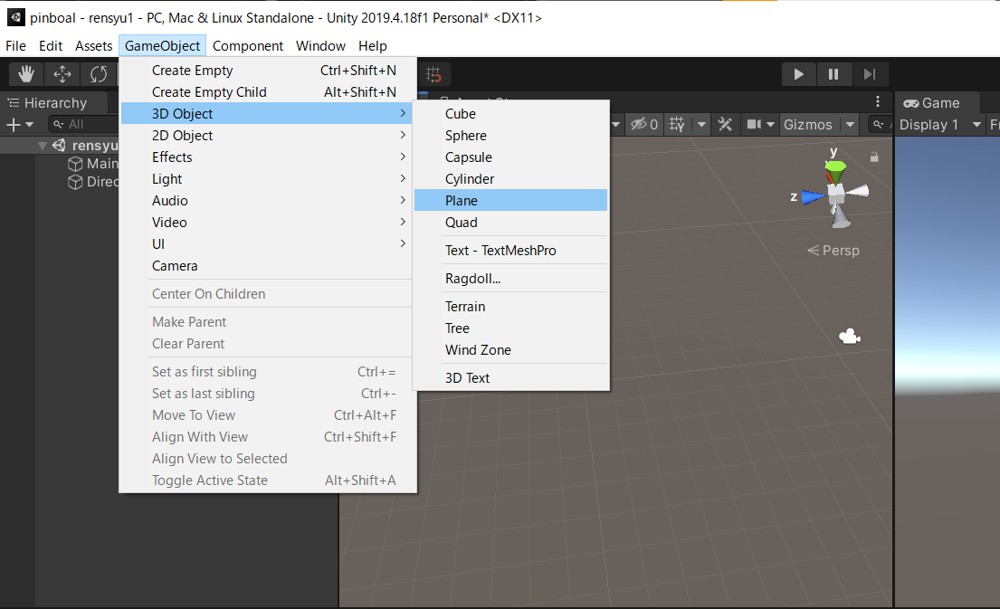 pinboal - rensyu1 - PC, Mac & Linux Standalone - Unity 2019.4.18f1 Personal* <DX11>
File Edit Assets GameObject Component Window Help
Hierarchy
All
rensyu
Main
Direc
Create Empty Ctrl+Shift+N
Create Empty Child Alt+Shift+N
3D Object
2D Object
Effects
Light
Audio
Video
UI
Camera
Center On Children
Make Parent
Clear Parent
Set as first sibling Ctrl+=
Set as last sibling Ctrl+-
Move To View Ctrl+Alt+F
Align With View Ctrl+Shift+F
Align View to Selected
Toggle Active State Alt+Shift+A
Cube
Sphere
Capsule
Cylinder
Plane
Quad
Text - TextMeshPro
Ragdoll...
Terrain
Tree
Wind Zone
3D Text
0
Gizmos
y
z
Persp
Game
Display 1